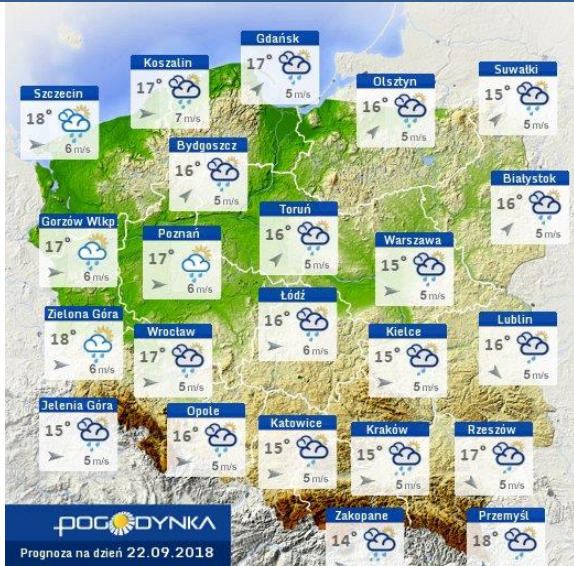 Gdańsk
17°
5 m/s
Koszalin
17°
7 m/s
Suwałki
15°
5 m/s
Olsztyn
16°
5 m/s
Szczecin
18°
6 m/s
Bydgoszcz
16°
5 m/s
Białystok
16°
5 m/s
Toruń
16°
5 m/s
Gorzów Wlkp
17°
6 m/s
Poznań
17°
6 m/s
Warszawa
15°
5 m/s
Łódź
16°
6 m/s
Zielona Góra
18°
6 m/s
Wrocław
17°
5 m/s
Kielce
15°
5 m/s
Lublin
16°
5 m/s
Jelenia Góra
15°
5 m/s
Opole
16°
5 m/s
Katowice
15°
5 m/s
Kraków
15°
5 m/s
Rzeszów
17°
5 m/s
Zakopane
14°
Przemyśl
18°
POGODYNKA
Prognoza na dzień 22.09.2018